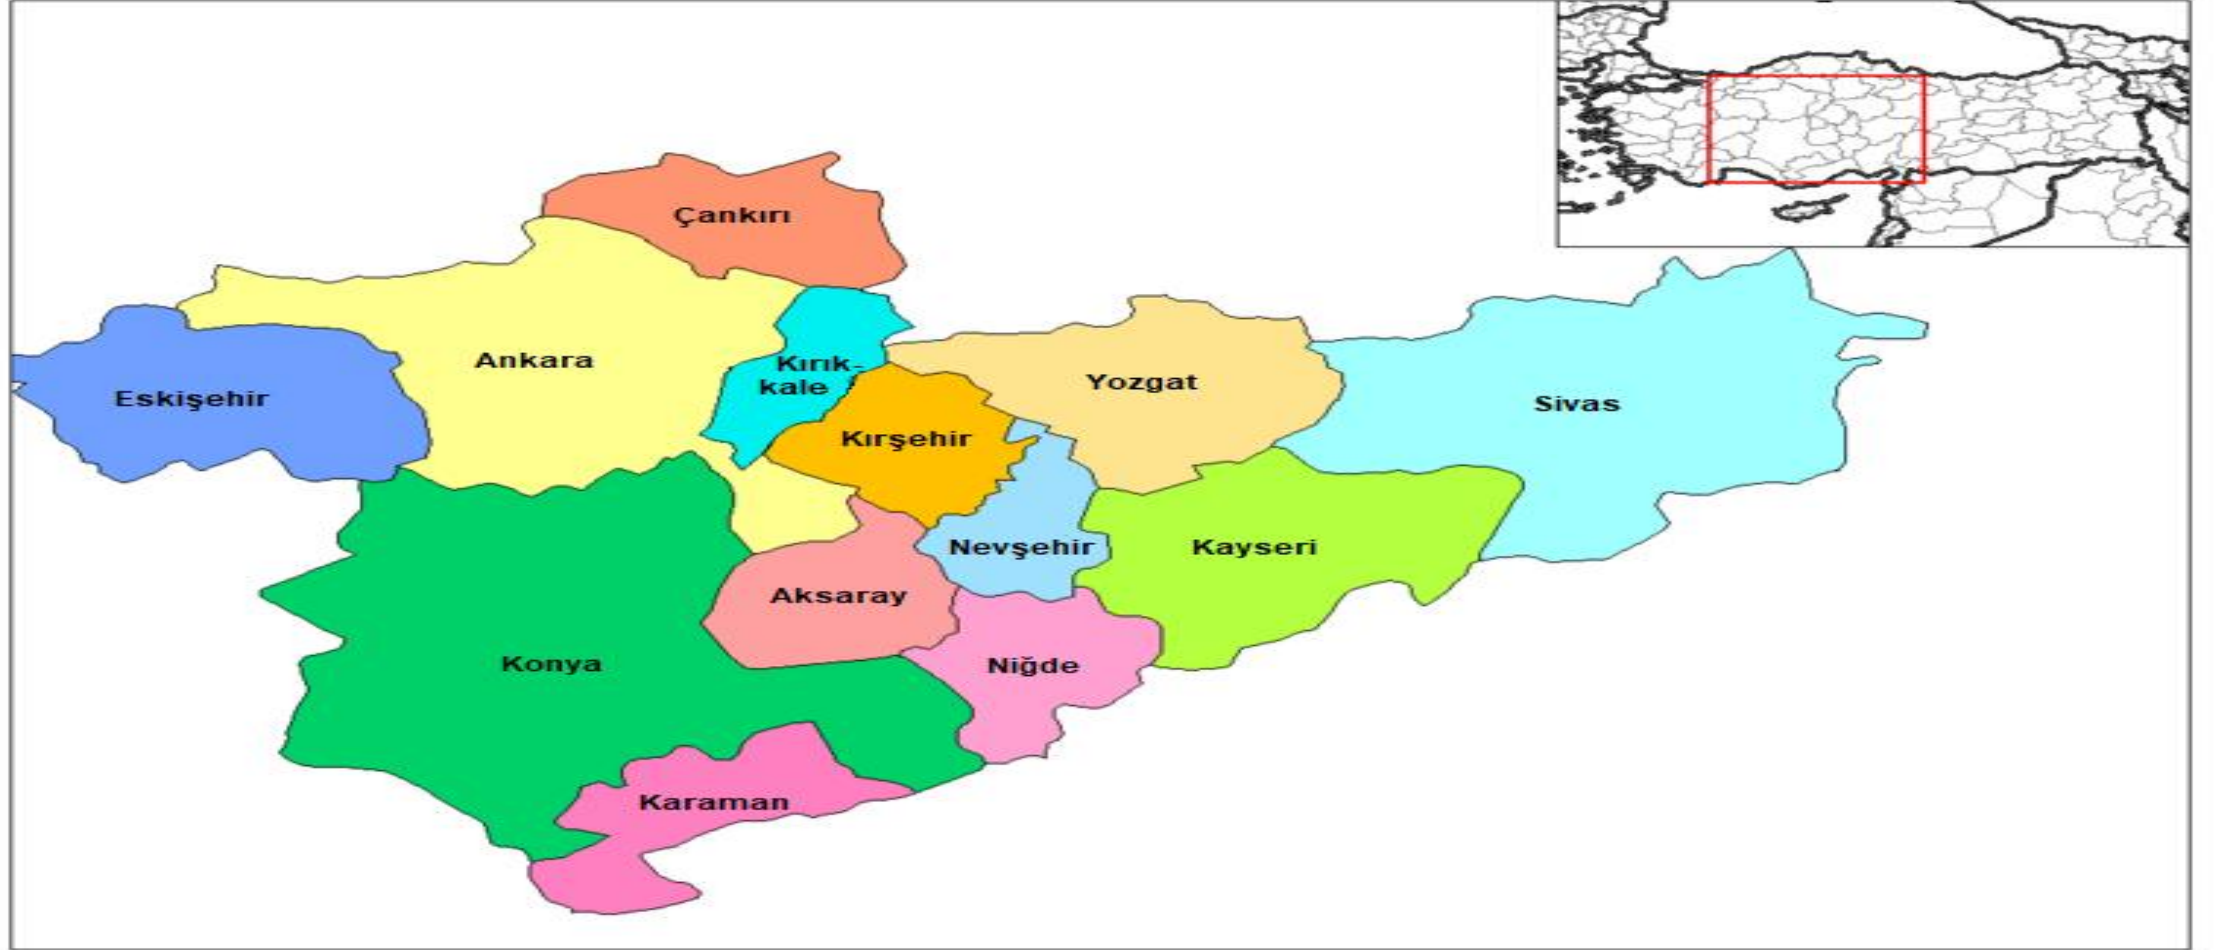 Çankırı
Ankara
Kırık-
kale
Eskişehir
Yozgat
Sivas
Kırşehir
Nevşehir
Kayseri
Aksaray
Konya
Niğde
Karaman